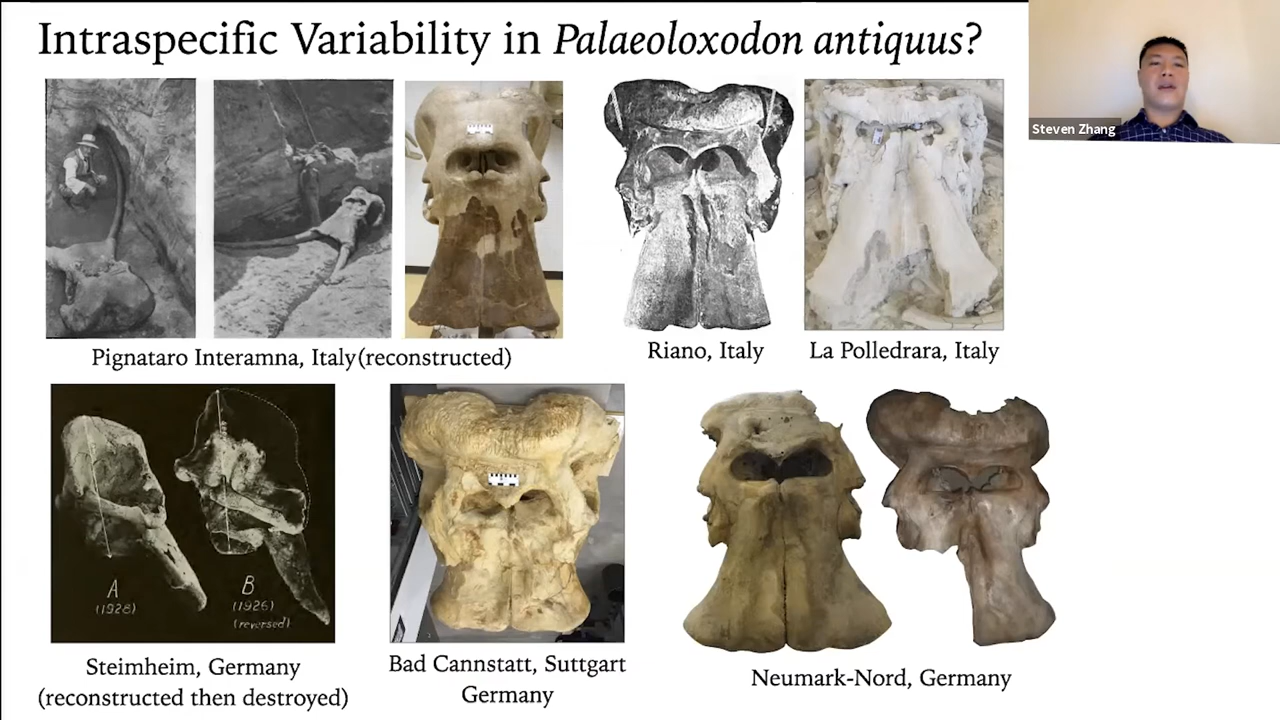 Intraspecific Variability in Palaeoloxodon antiquus?
Steven Zhang
Pignataro Interamna, Italy(reconstructed)
Riano, Italy
La Polledrara, Italy
A
(1928)
B
(1926)
(reversed)
Steimheim, Germany
(reconstructed then destroyed)
Bad Cannstatt, Suttgart
Germany
Neumark-Nord, Germany